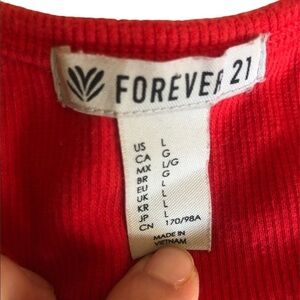 FOREVER 21
US L
CA G
MX L/G
BR G
EU L
UK L
KR L
JP L
CN 170/98A
MADE IN
VIETNAM